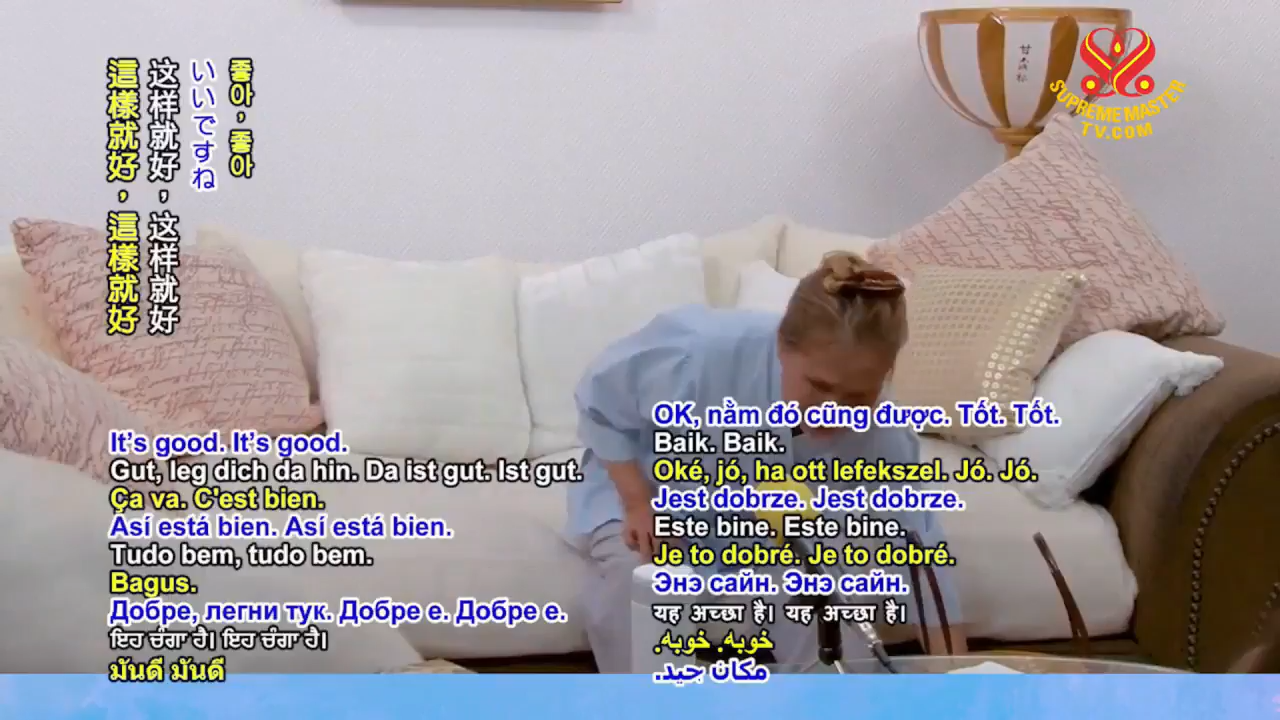 這樣就好，這樣就好
这样就好，这样就好
いいですね
좋아, 좋아
SUPREME MASTER
TV.COM
It's good. It's good.
Gut, leg dich da hin. Da ist gut. Ist gut.
Ça va. C'est bien.
Así está bien. Así está bien.
Tudo bem, tudo bem.
Bagus.
Добре, легни тук. Добре е. Добре е.
ਇਹ ਚੰਗਾ ਹੈ। ਇਹ ਚੰਗਾ ਹੈ।
มันดี มันดี
OK, nằm đó cũng được. Tốt. Tốt.
Baik. Baik.
Oké, jó, ha ott lefekszel. Jó. Jó.
Jest dobrze. Jest dobrze.
Este bine. Este bine.
Je to dobré. Je to dobré.
Энэ сайн. Энэ сайн.
यह अच्छा है। यह अच्छा है।
خوبه. خوبه.
مكان جيد.